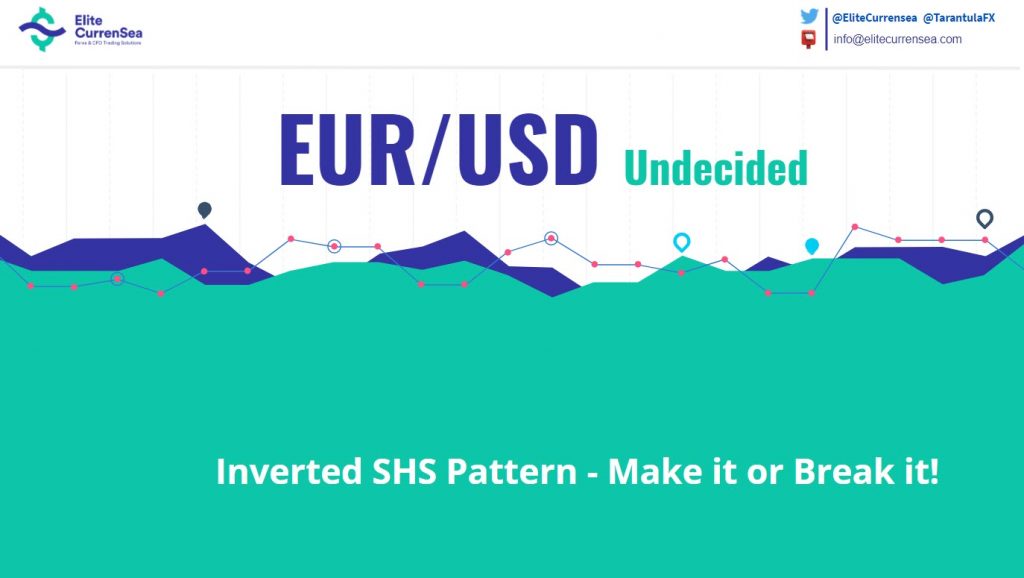 Elite
CurrenSea
Forex & CFD Trading Solutions
@EliteCurrensea @TarantulaFX
info@elitecurrensea.com
EUR/USD Undecided
Inverted SHS Pattern - Make it or Break it!